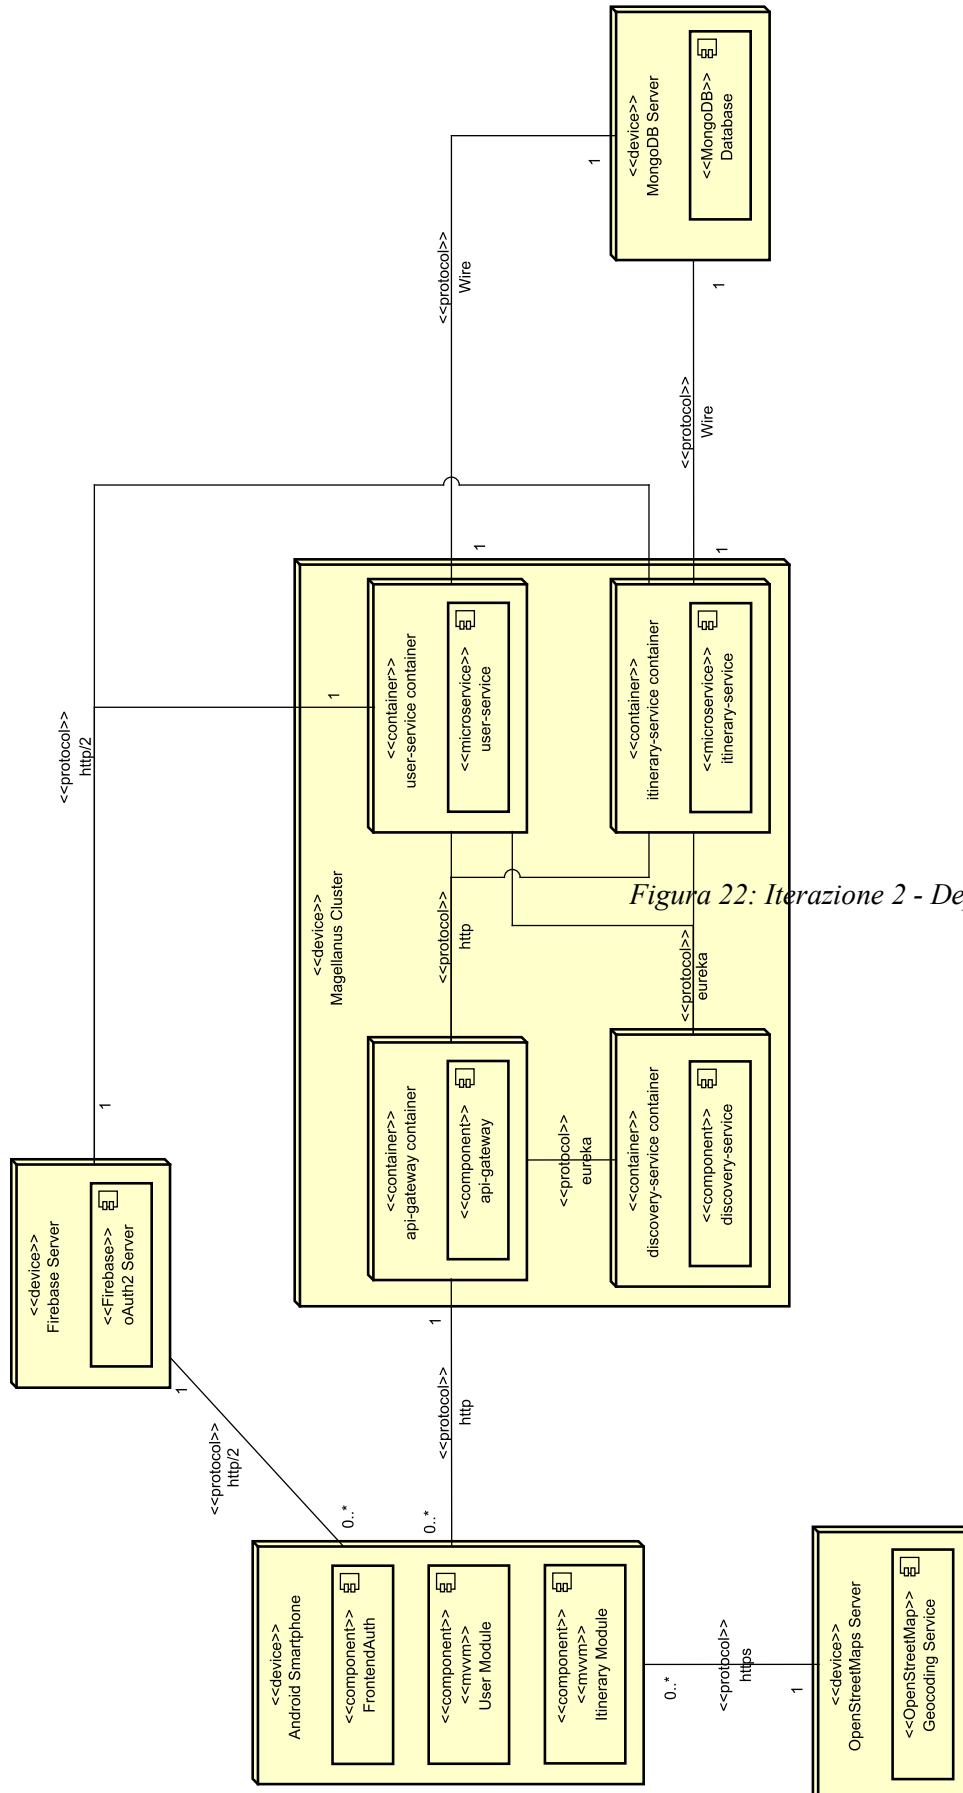 <<device>>
Firebase Server
<<Firebase>>
oAuth2 Server
1
<<protocol>>
http/2
1
<<protocol>>
http/2
1
<<device>>
Android Smartphone
<<component>>
FrontendAuth
<<component>>
<<mvvm>>
User Module
<<component>>
<<mvvm>>
Itinerary Module
0..*
0..*
<<protocol>>
http
1
0..*
<<protocol>>
https
1
<<device>>
OpenStreetMaps Server
<<OpenStreetMap>>
Geocoding Service
<<device>>
Magellanus Cluster
<<container>>
api-gateway container
<<component>>
api-gateway
<<protocol>>
http
<<container>>
user-service container
<<microservice>>
user-service
<<protocol>>
eureka
<<container>>
discovery-service container
<<component>>
discovery-service
<<protocol>>
eureka
<<container>>
itinerary-service container
<<microservice>>
itinerary-service
1
<<protocol>>
Wire
1
1
<<protocol>>
Wire
1
<<device>>
MongoDB Server
<<MongoDB>>
Database
Figura 22: Iterazione 2 - De